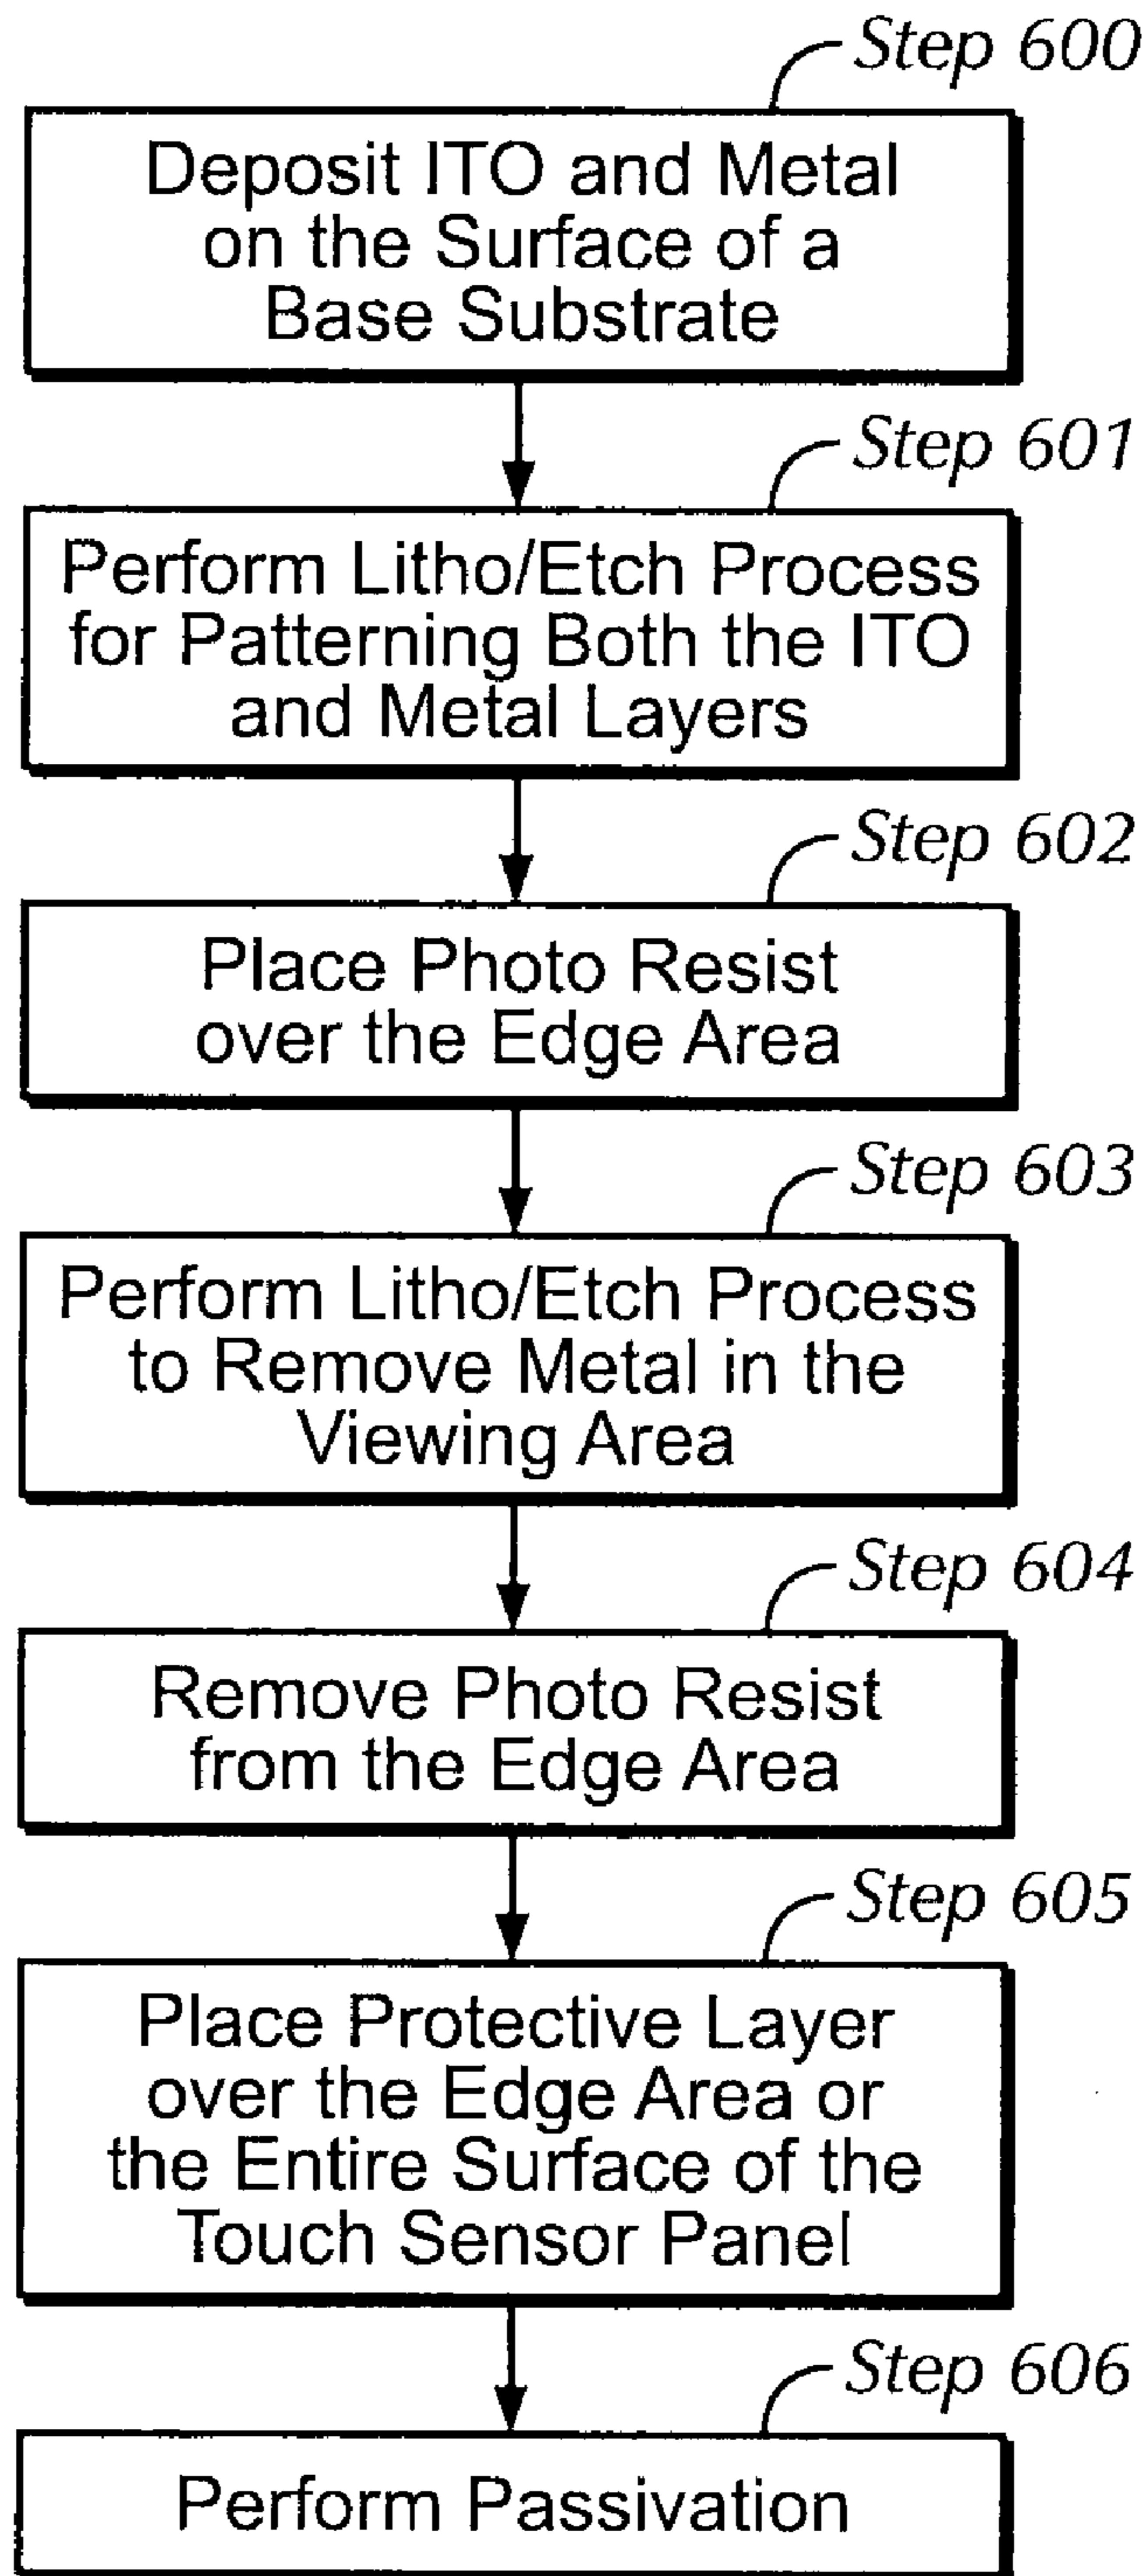 Step 600
Deposit ITO and Metal
on the Surface of a
Base Substrate
Step 601
Perform Litho/Etch Process
for Patterning Both the ITO
and Metal Layers
Step 602
Place Photo Resist
over the Edge Area
Step 603
Perform Litho/Etch Process
to Remove Metal in the
Viewing Area
Step 604
Remove Photo Resist
from the Edge Area
Step 605
Place Protective Layer
over the Edge Area or
the Entire Surface of the
Touch Sensor Panel
Step 606
Perform Passivation